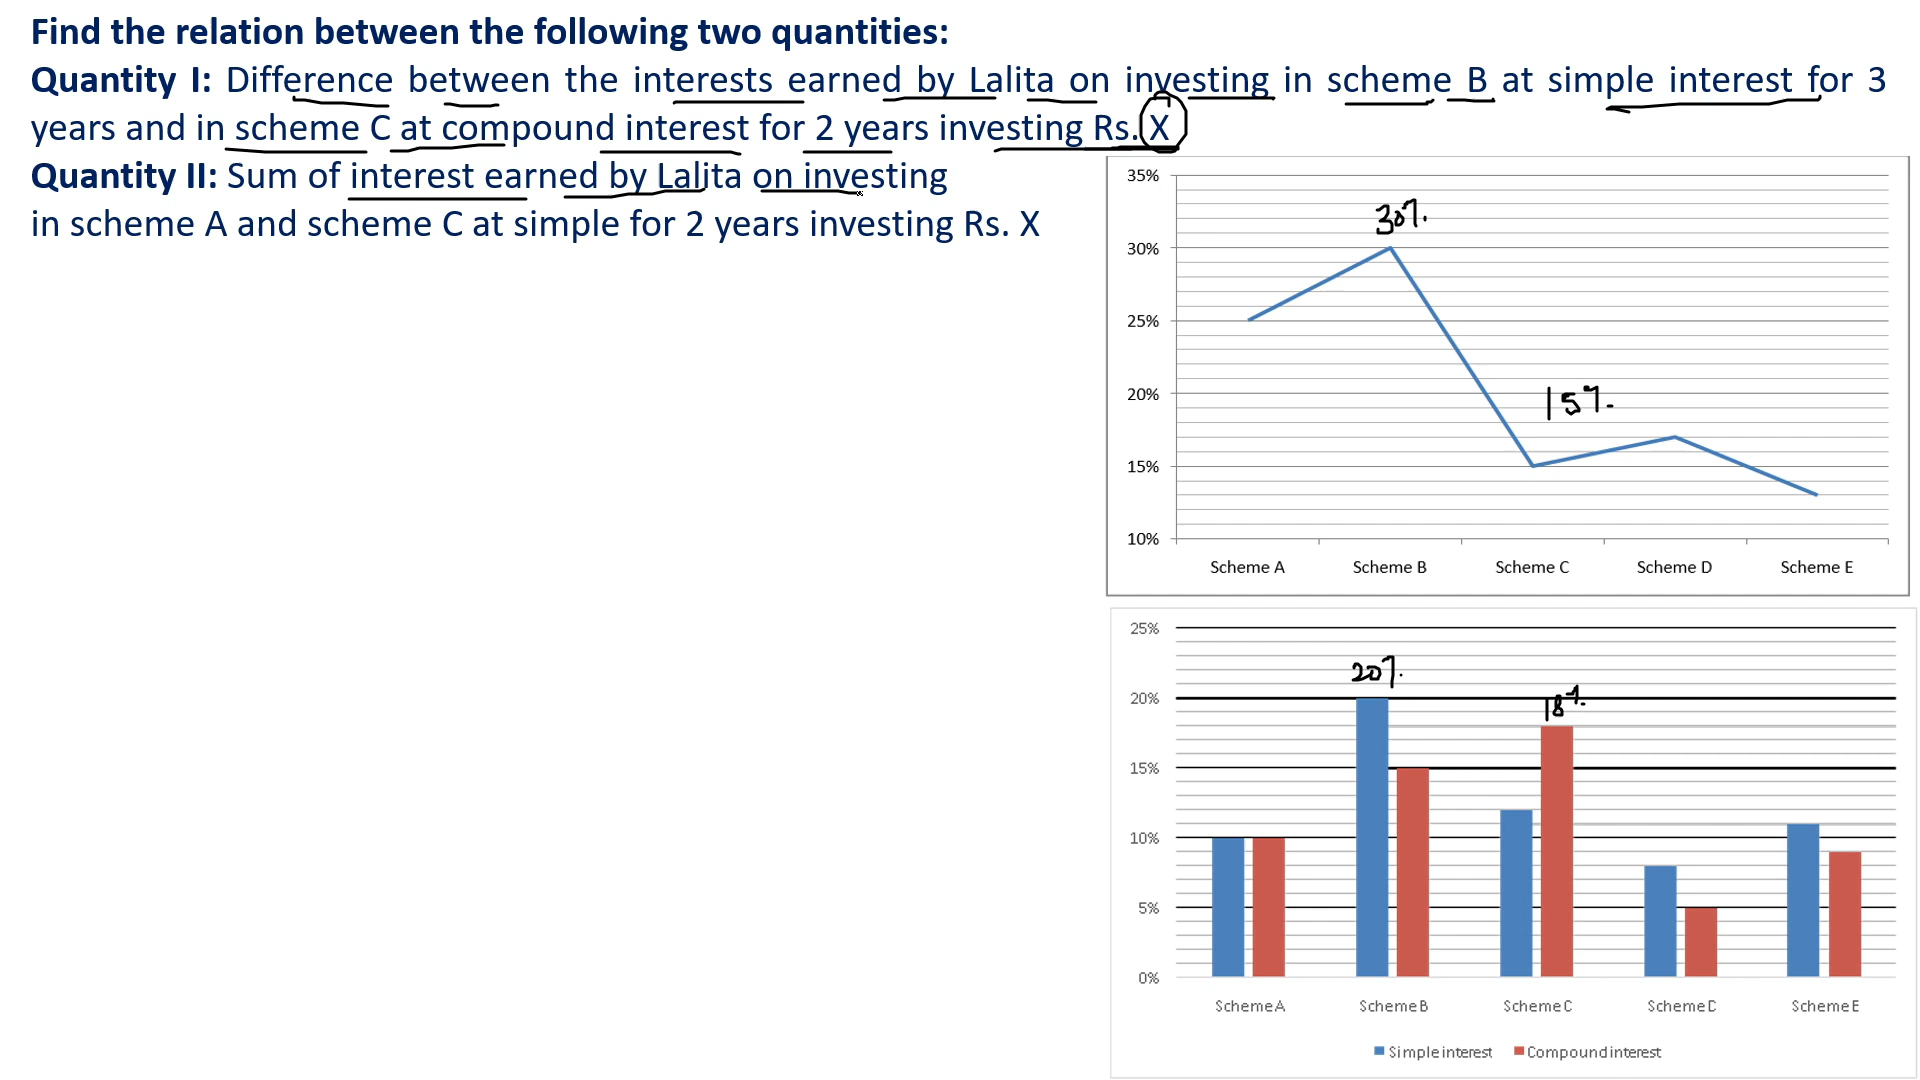 Find the relation between the following two quantities:
Quantity I: Difference between the interests earned by Lalita on investing in scheme B at simple interest for 3
years and in scheme C at compound interest for 2 years investing Rs. X
Quantity II: Sum of interest earned by Lalita on investing
in scheme A and scheme C at simple for 2 years investing Rs. X
35%
30%
30%
25%
20%
15%
15%
10%
Scheme A Scheme B Scheme C Scheme D Scheme E
25%
20%
20%
18%
15%
10%
5%
0%
Scheme A Scheme B Scheme C Scheme D Scheme E
Simple interest Compound interest